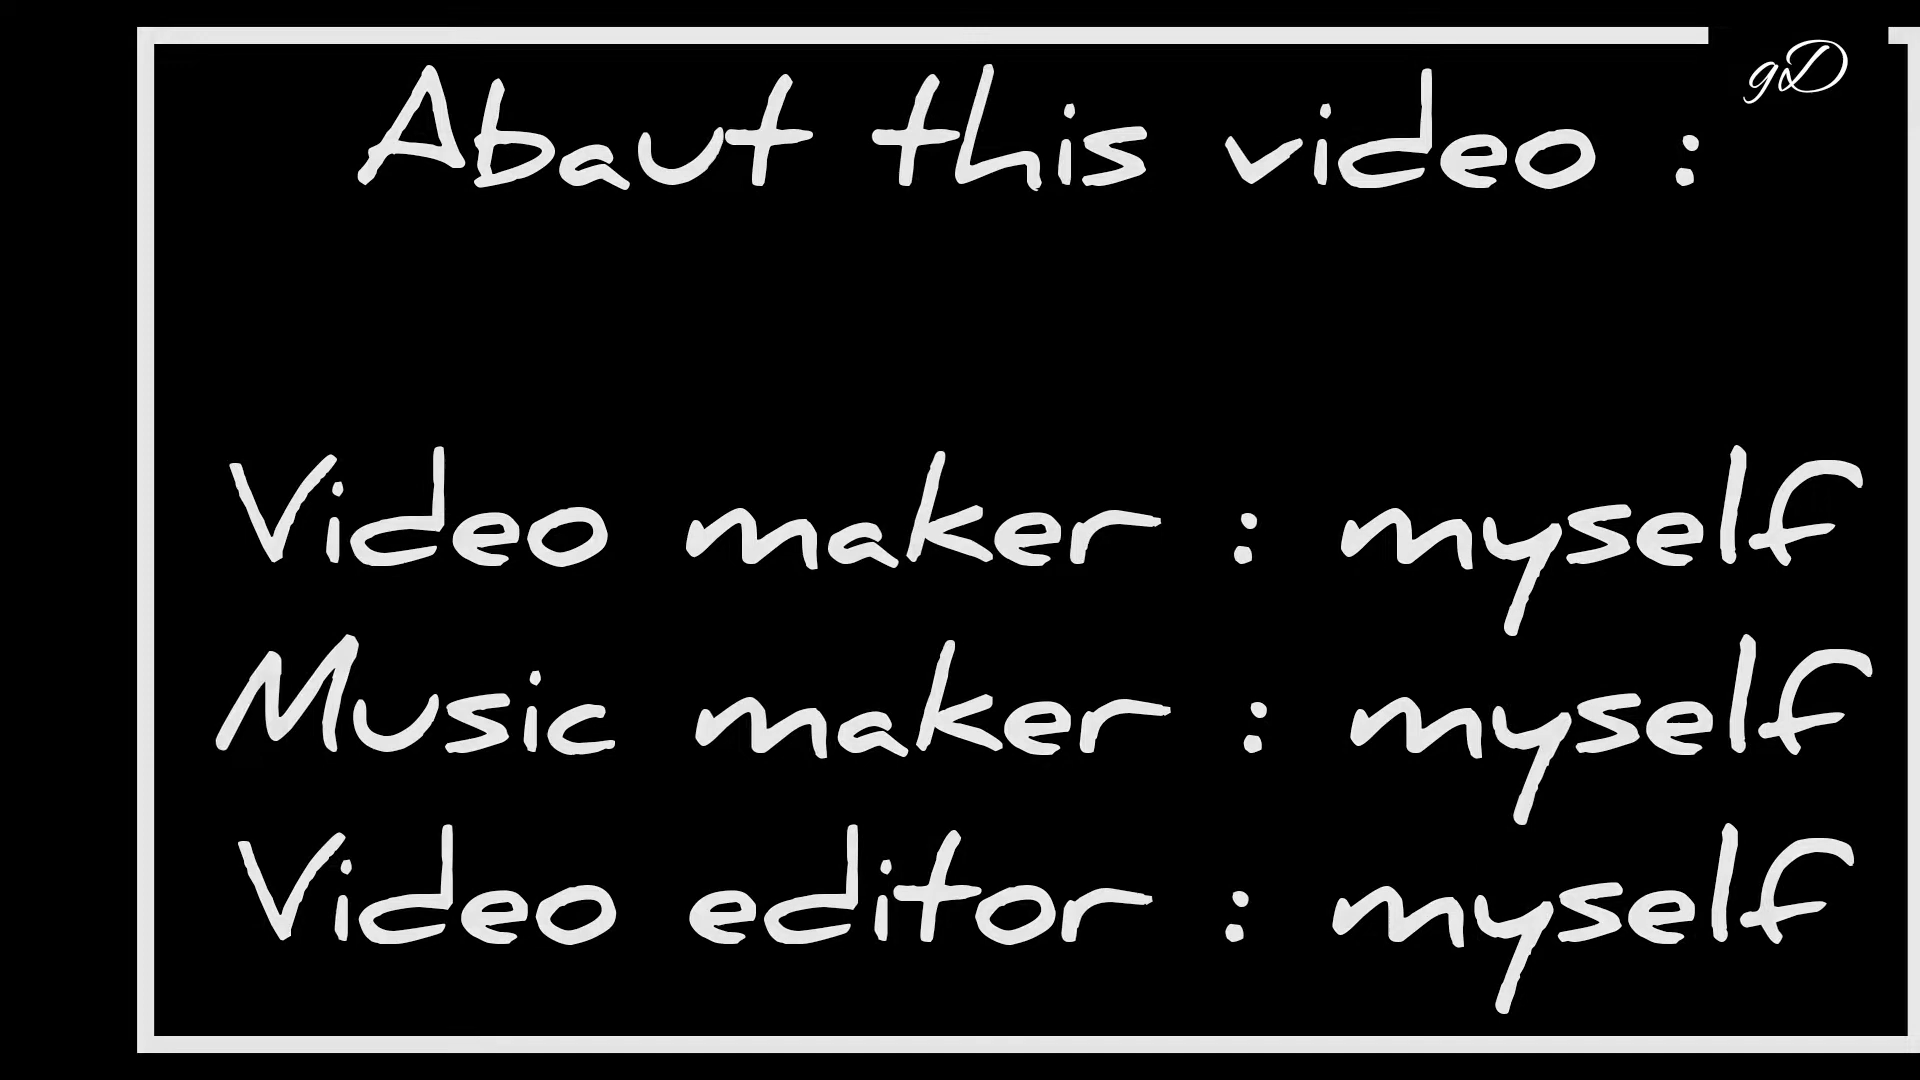 gD
Abaut this video :
Video maker : myself
Music maker : myself
Video editor : myself